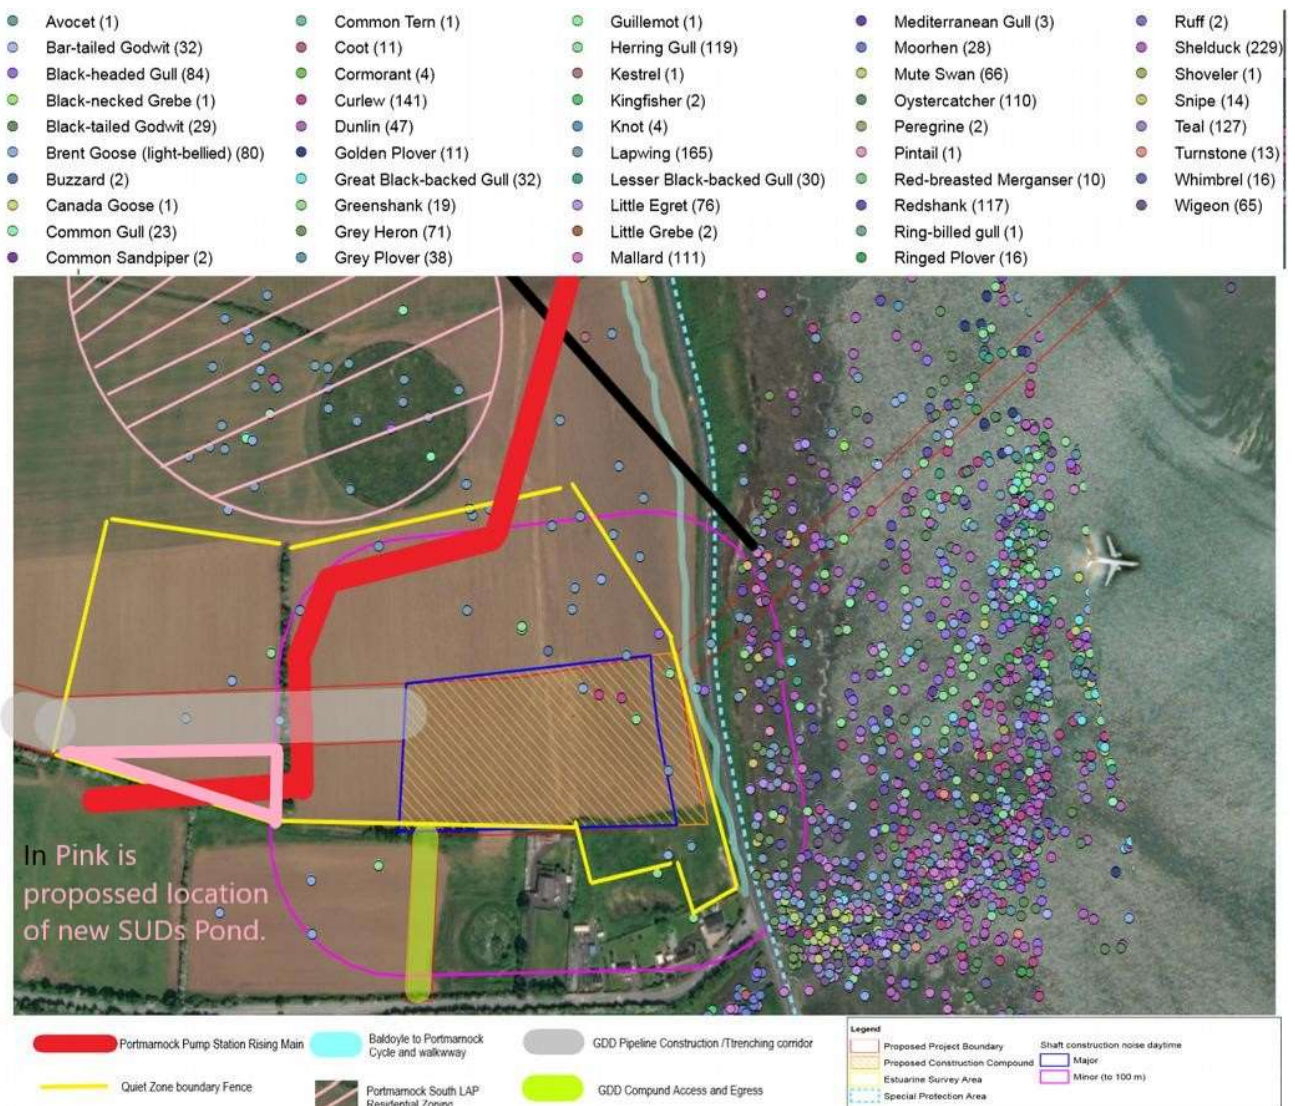 Avocet (1)
Bar-tailed Godwit (32)
Black-headed Gull (84)
Black-necked Grebe (1)
Black-tailed Godwit (29)
Brent Goose (light-bellied) (80)
Buzzard (2)
Canada Goose (1)
Common Gull (23)
Common Sandpiper (2)
Common Tern (1)
Coot (11)
Cormorant (4)
Curlew (141)
Dunlin (47)
Golden Plover (11)
Great Black-backed Gull (32)
Greenshank (19)
Grey Heron (71)
Grey Plover (38)
Guillemot (1)
Herring Gull (119)
Kestrel (1)
Kingfisher (2)
Knot (4)
Lapwing (165)
Lesser Black-backed Gull (30)
Little Egret (76)
Little Grebe (2)
Mallard (111)
Mediterranean Gull (3)
Moorhen (28)
Mute Swan (66)
Oystercatcher (110)
Peregrine (2)
Pintail (1)
Red-breasted Merganser (10)
Redshank (117)
Ring-billed gull (1)
Ringed Plover (16)
Ruff (2)
Shelduck (229)
Shoveler (1)
Snipe (14)
Teal (127)
Turnstone (13)
Whimbrel (16)
Wigeon (65)
In Pink is
propossed location
of new SUDs Pond.
Portmarnock Pump Station Rising Main
Quiet Zone boundary Fence
Baldoyle to Portmarnock
Cycle and walkwway
Portmarnock South LAP
Residential Zoning
GDD Pipeline Construction /Ttrenching corridor
GDD Compund Access and Egress
Legend
Proposed Project Boundary
Proposed Construction Compound
Estuarine Survey Area
Special Protection Area
Shaft construction noise daytime
Major
Minor (to 100 m)